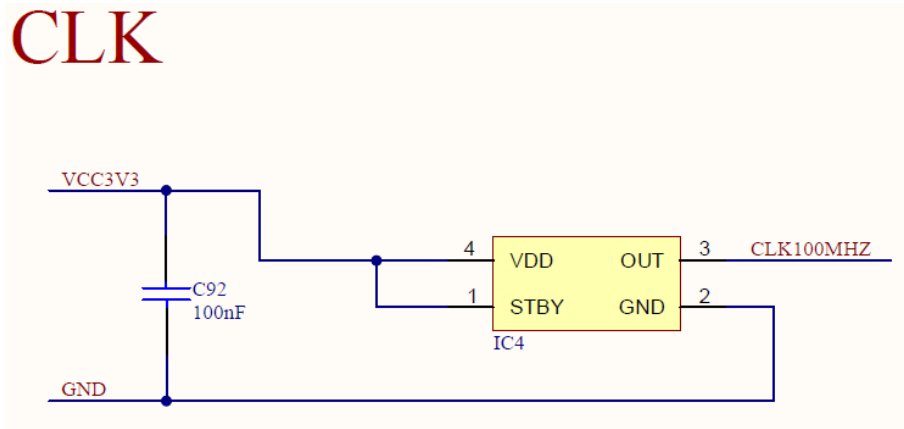 CLK
VCC3V3
4 VDD OUT 3 CLK100MHZ
C92
100nF
1 STBY GND 2
IC4
GND